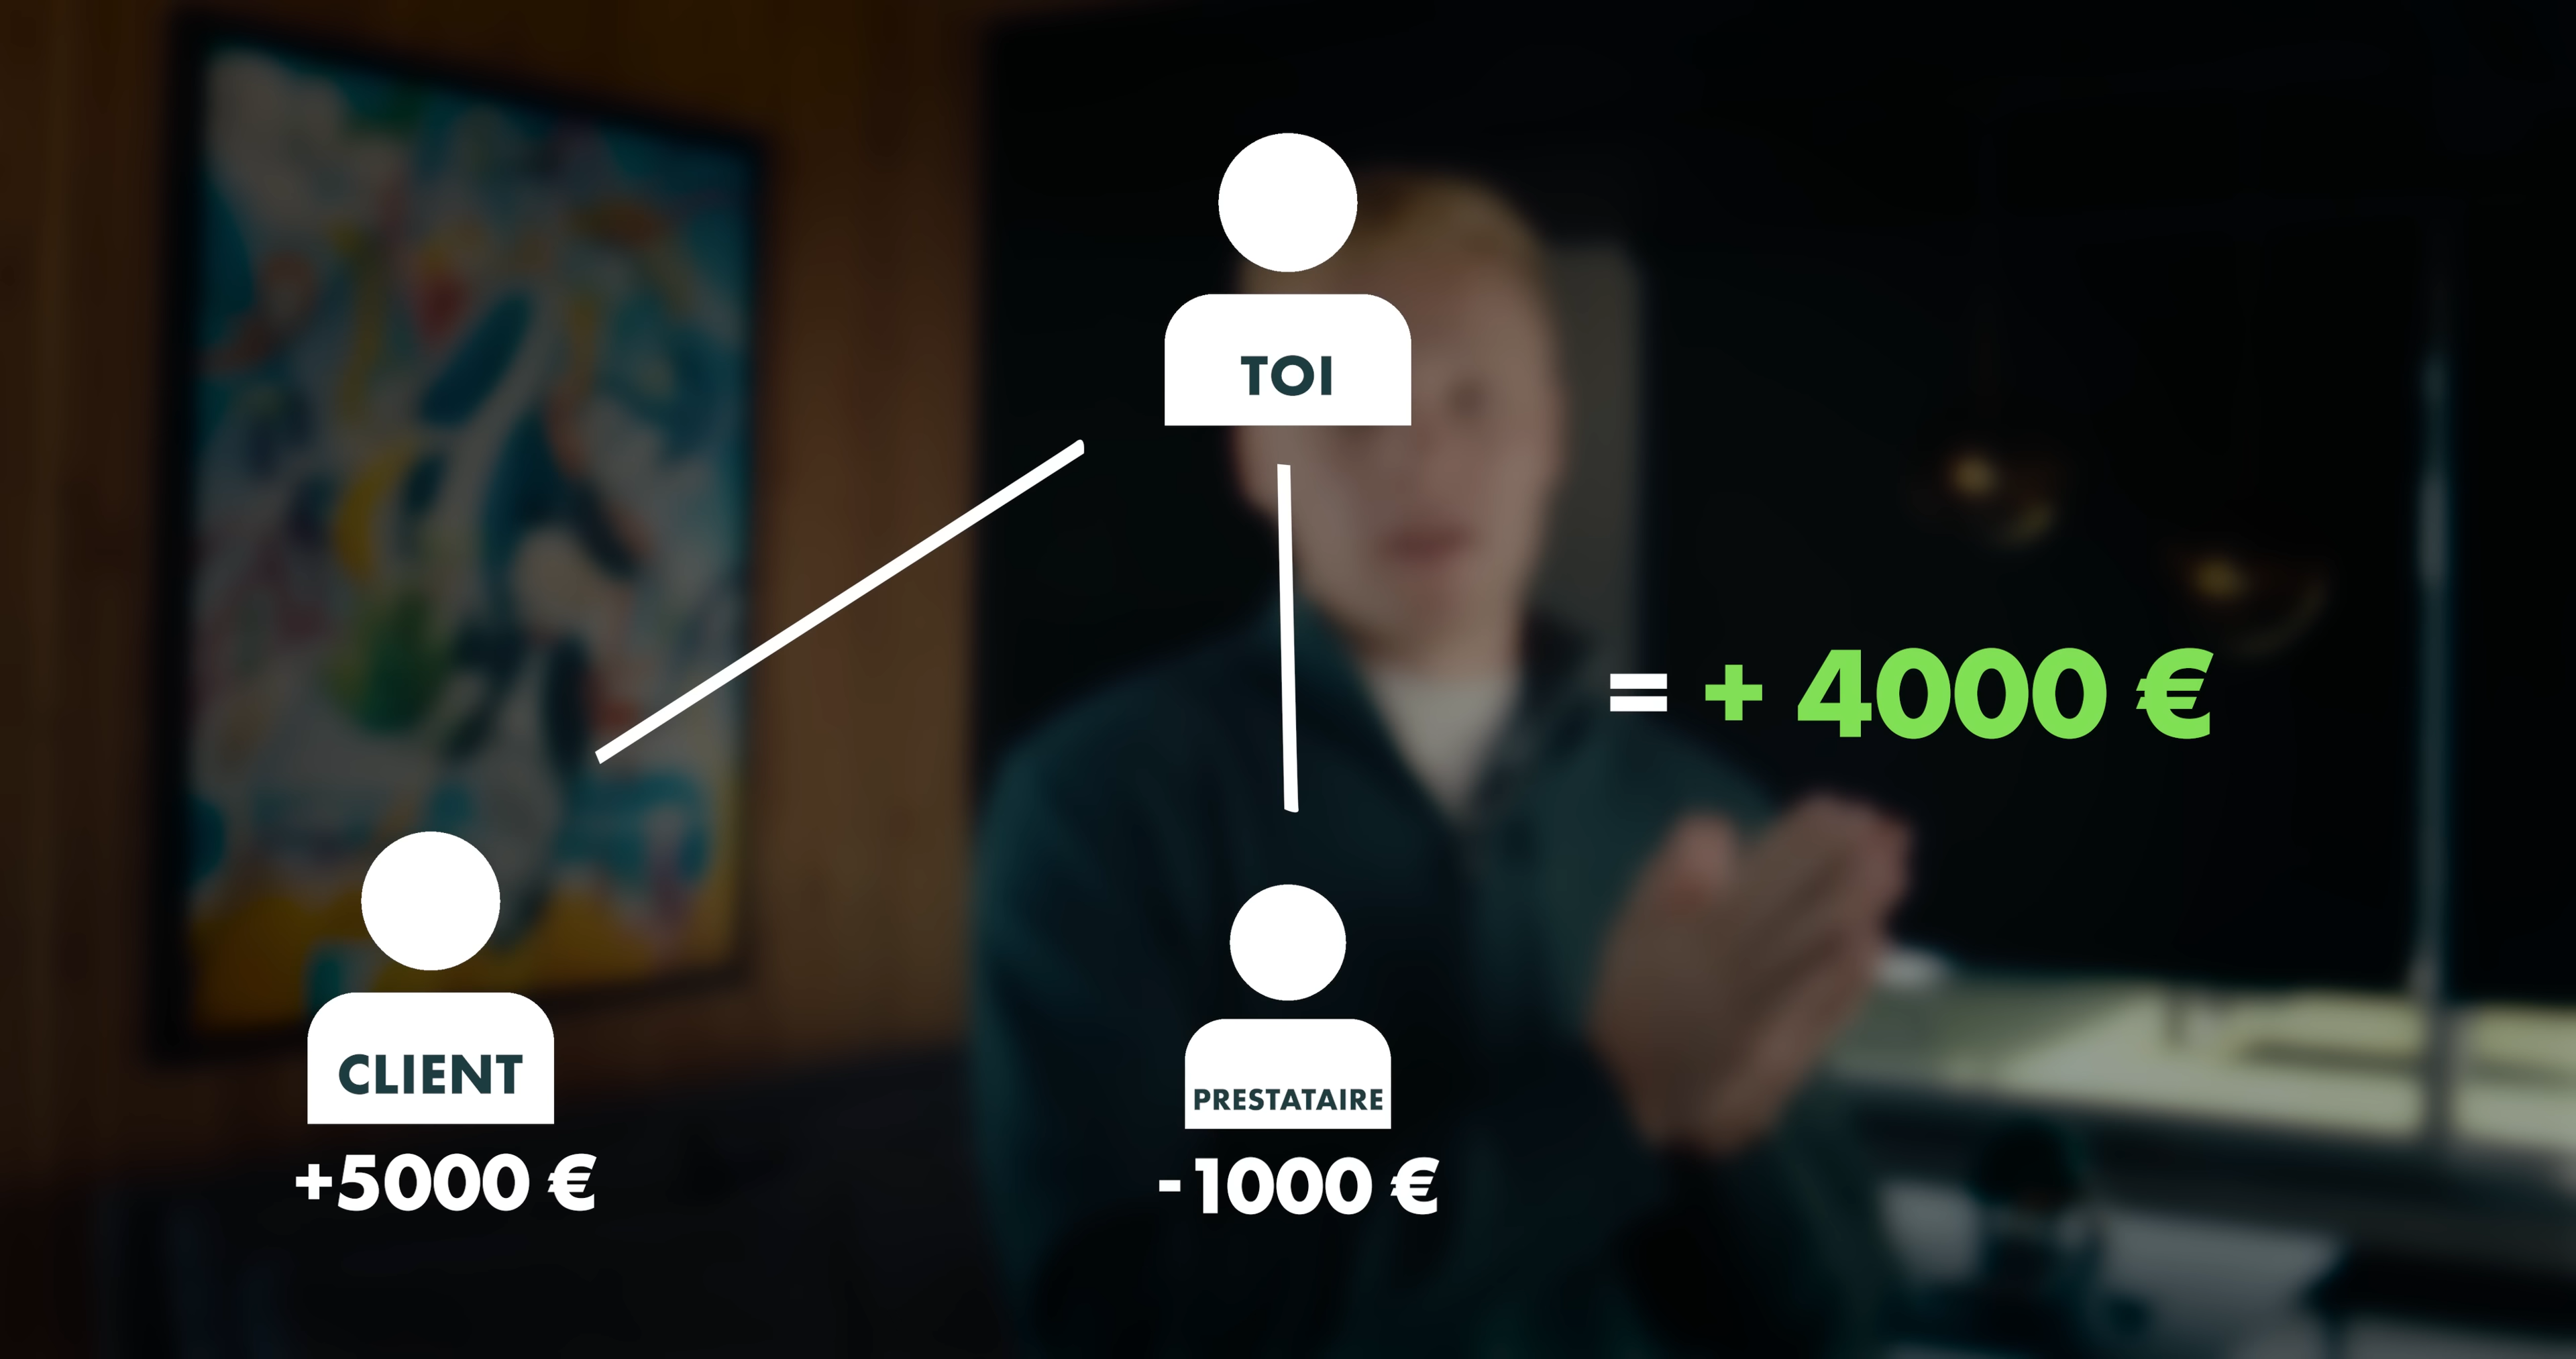 TOI
= + 4000 €
CLIENT
PRESTATAIRE
+5000 €
-1000 €